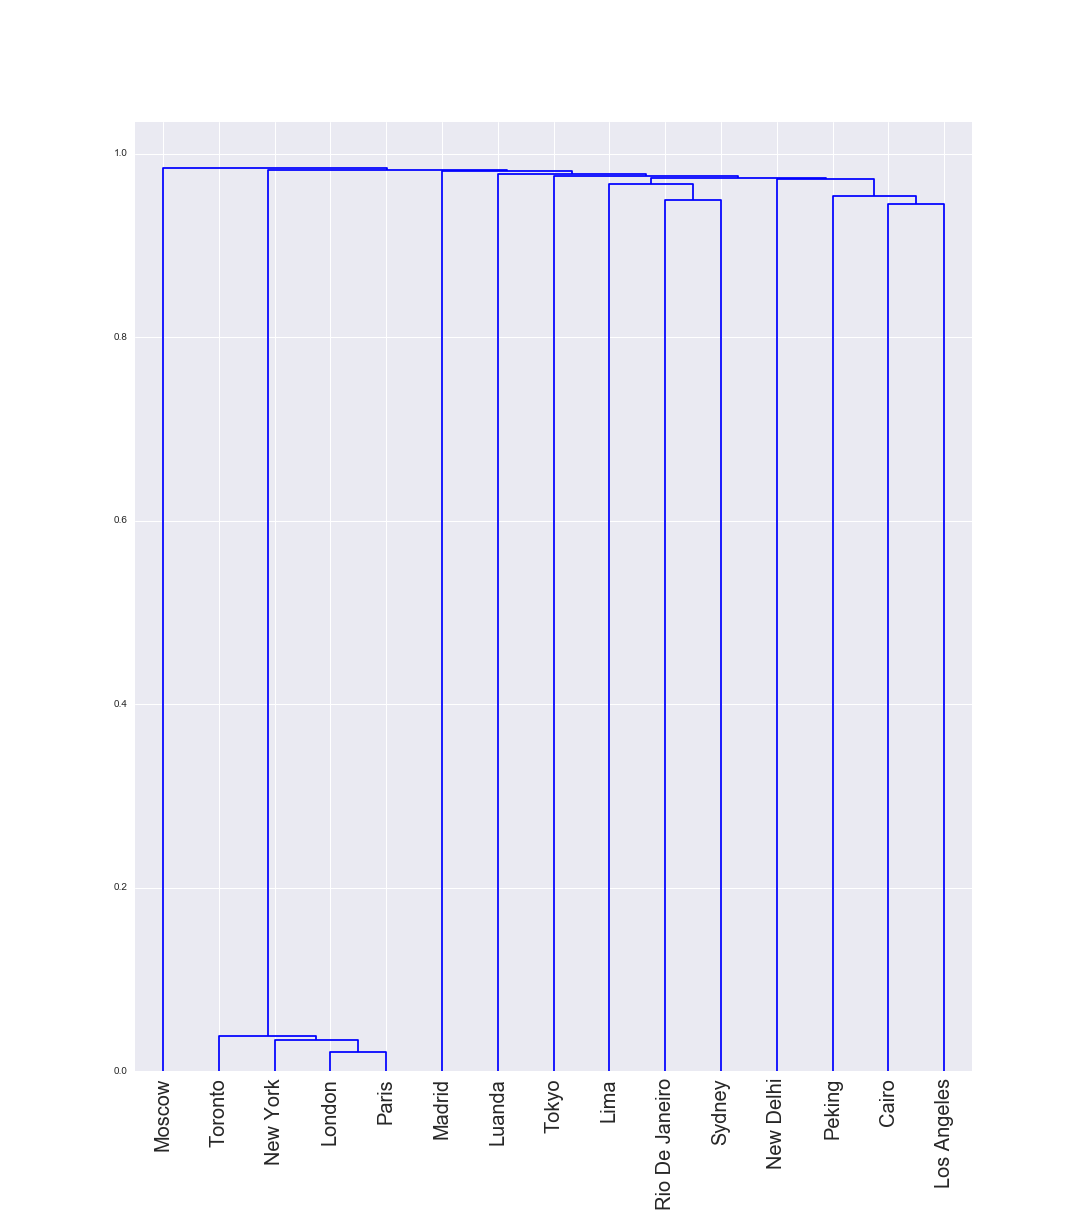 1.0
0.8
0.6
0.4
0.2
0.0
Moscow
Toronto
New York
London
Paris
Madrid
Luanda
Tokyo
Lima
Rio De Janeiro
Sydney
New Delhi
Peking
Cairo
Los Angeles